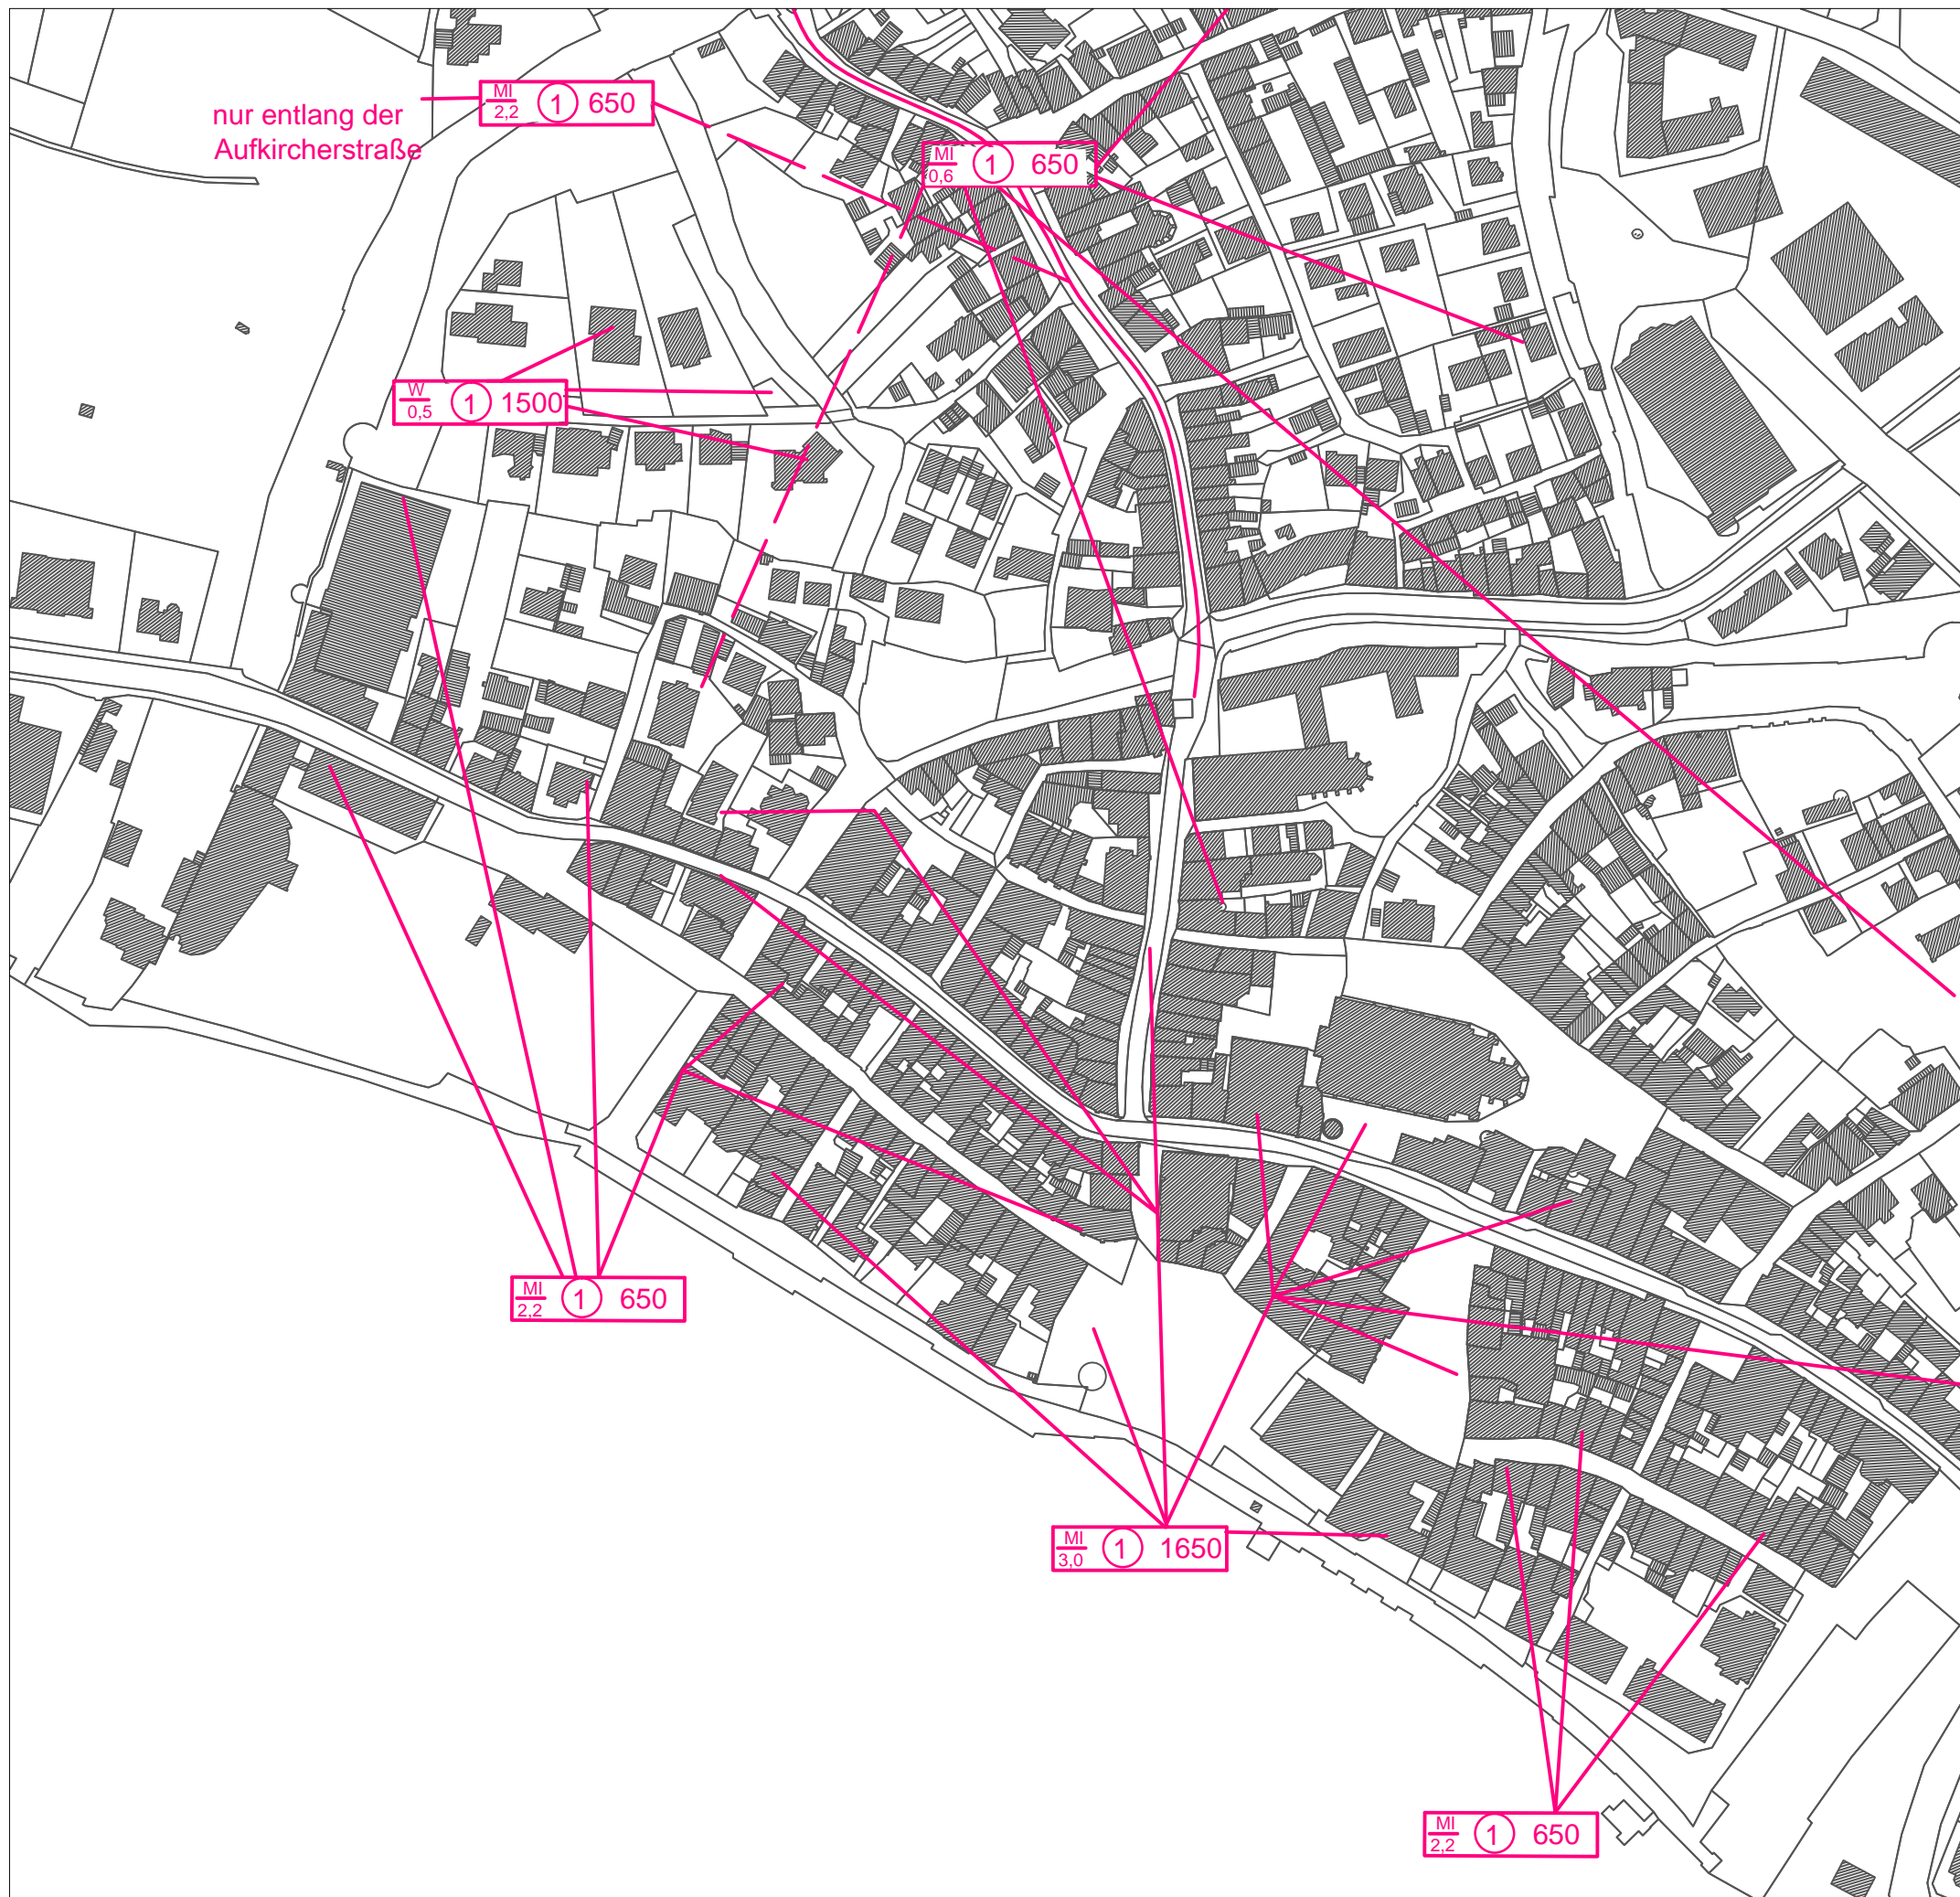 nur entlang der
Aufkircherstraße
MI
2,2 1 650
MI
0,6 1 650
W
0,5 1 1500
MI
2,2 1 650
MI
3,0 1 1650
MI
2,2 1 650